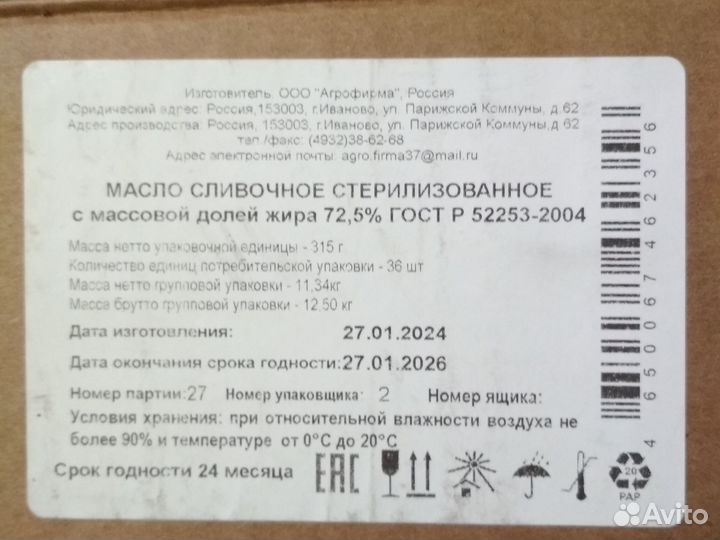 Изготовитель: ООО "Агрофирма", Россия
Юридический адрес: Россия,153003, г.Иваново, ул. Парижской Коммуны, д.62
Адрес производства: Россия, 153003, г.Иваново, ул. Парижской Коммуны,д.62
тел./факс: (4932)38-62-68
Адрес электронной почты: agro.firma37@mail.ru
МАСЛО СЛИВОЧНОЕ СТЕРИЛИЗОВАННОЕ
с массовой долей жира 72,5% ГОСТ Р 52253-2004
Масса нетто упаковочной единицы - 315 г
Количество единиц потребительской упаковки - 36 шт
Масса нетто групповой упаковки - 11,34кг
Масса брутто групповой упаковки - 12,50 кг
Дата изготовления: 27.01.2024
Дата окончания срока годности: 27.01.2026
Номер партии:27 Номер упаковщика: 2 Номер ящика:
Условия хранения: при относительной влажности воздуха не
более 90% и температуре от 0°С до 20°С
Срок годности 24 месяца
EAC
20
PAP
4650067462356
Avito